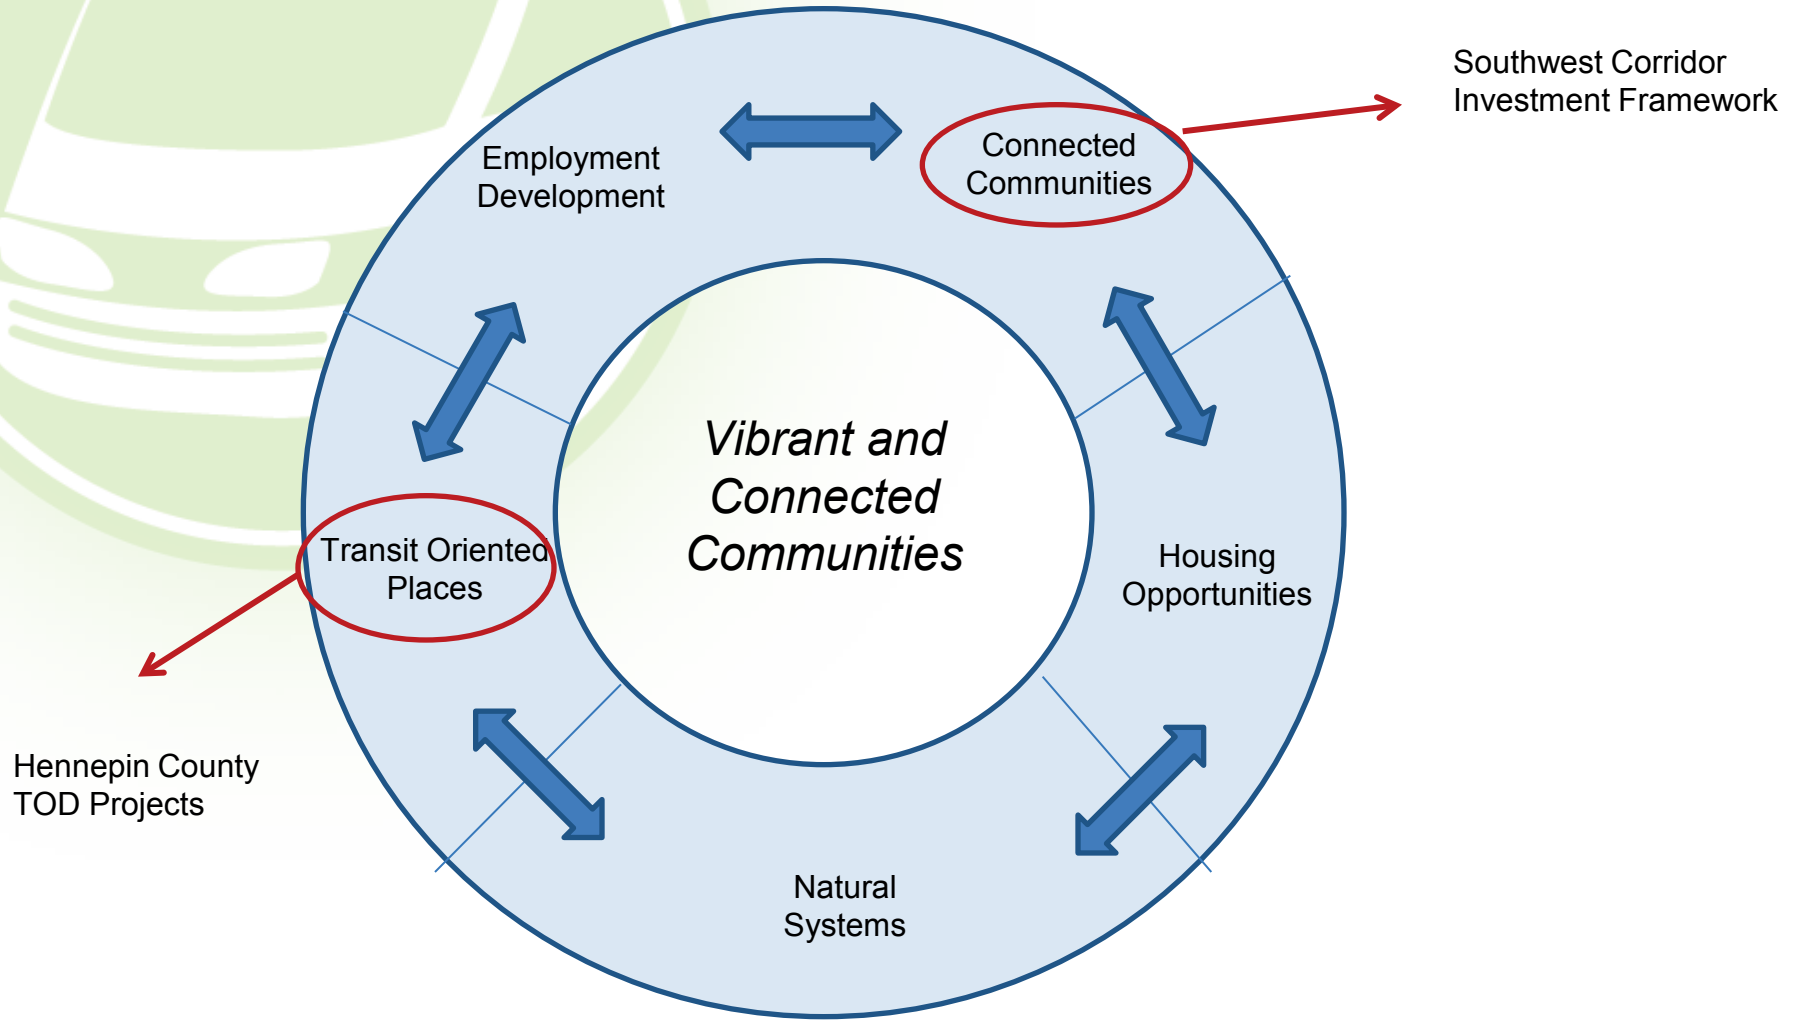 Southwest Corridor
Investment Framework
Employment
Development
Connected
Communities
Vibrant and
Connected
Communities
Transit Oriented
Places
Housing
Opportunities
Hennepin County
TOD Projects
Natural
Systems